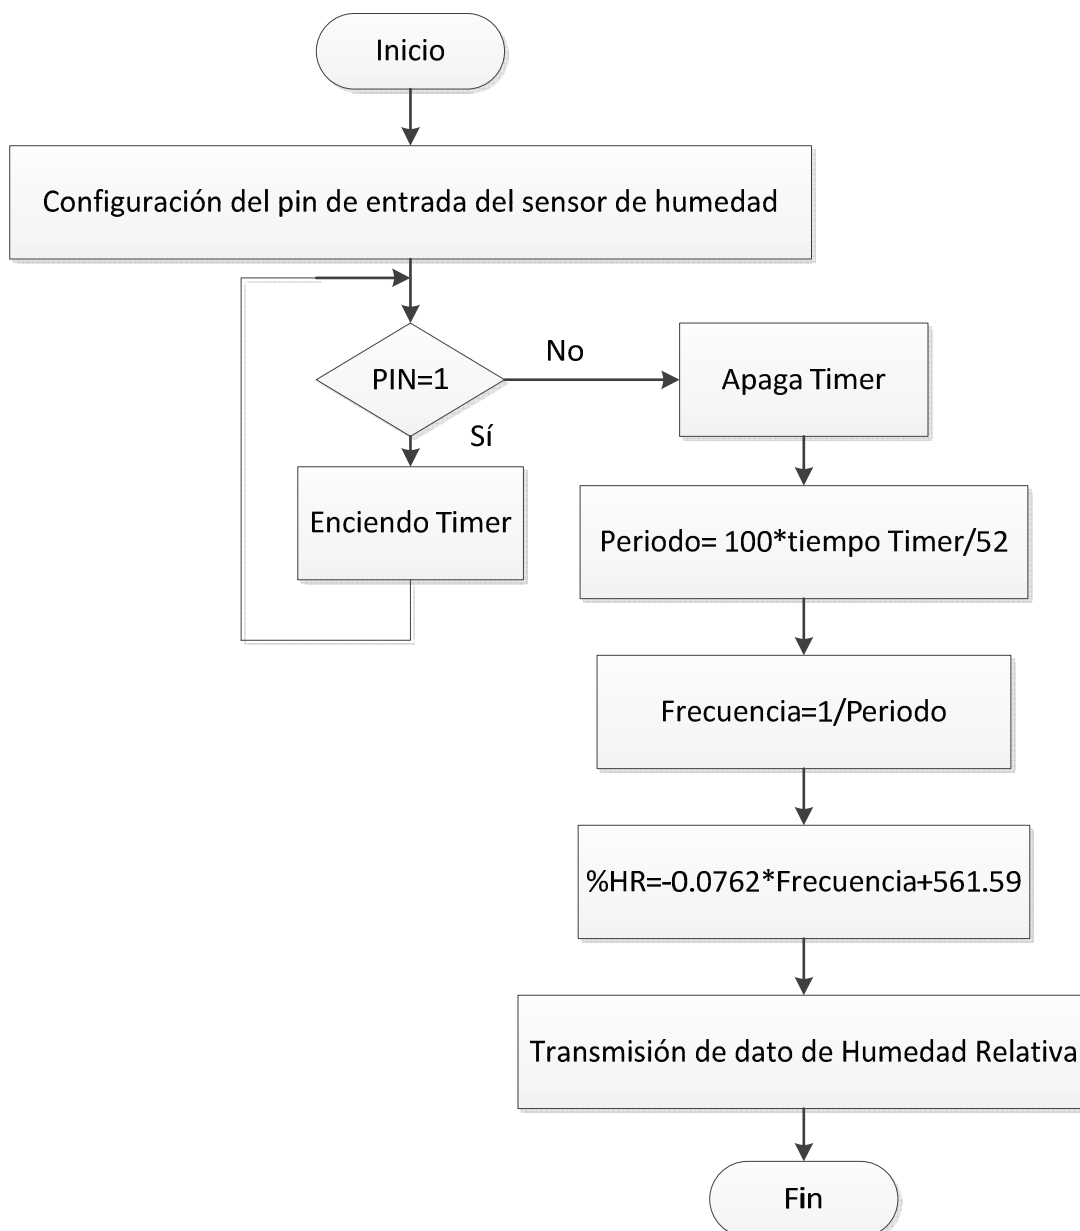 Inicio
Configuración del pin de entrada del sensor de humedad
PIN=1
No
Apaga Timer
Sí
Enciendo Timer
Periodo= 100*tiempo Timer/52
Frecuencia=1/Periodo
%HR=-0.0762*Frecuencia+561.59
Transmisión de dato de Humedad Relativa
Fin